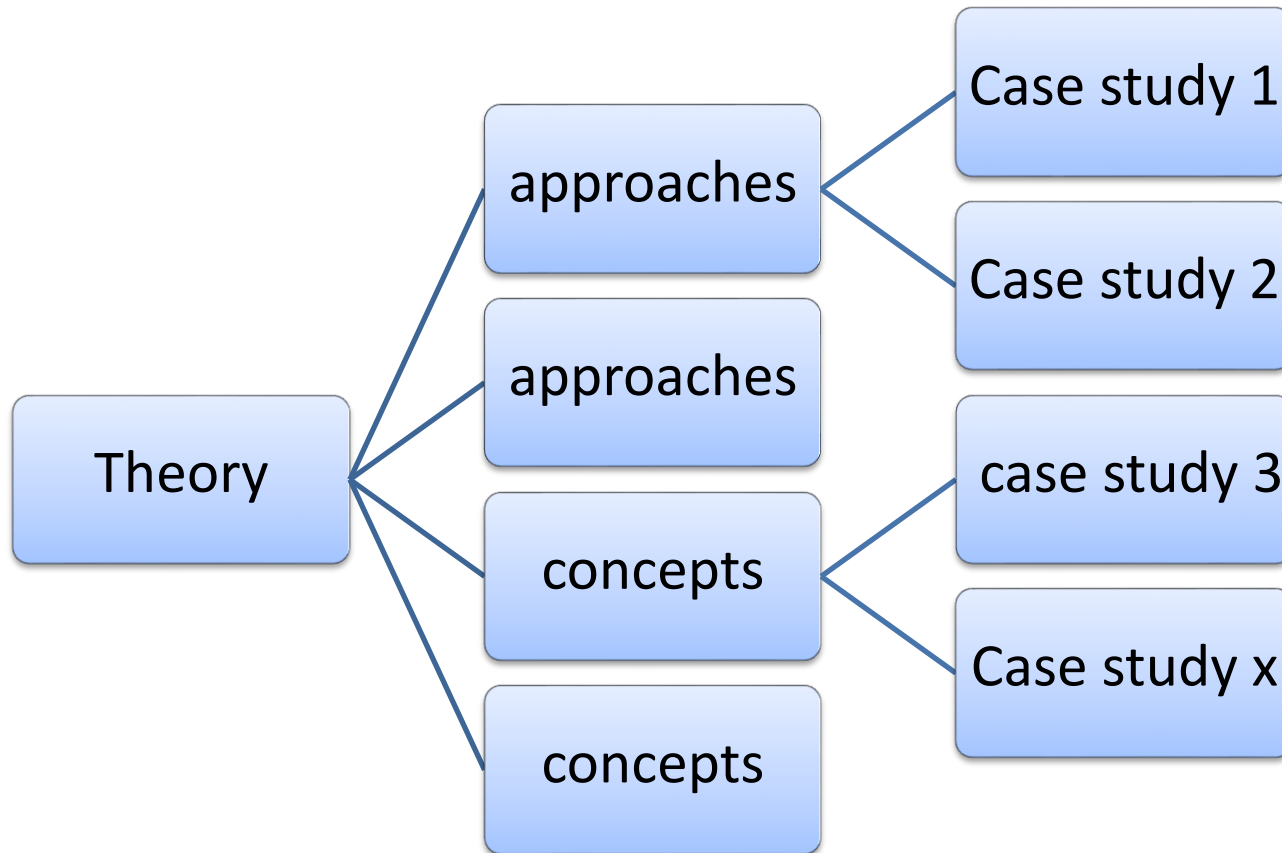 Theory
approaches
approaches
concepts
concepts
Case study 1
Case study 2
case study 3
Case study x